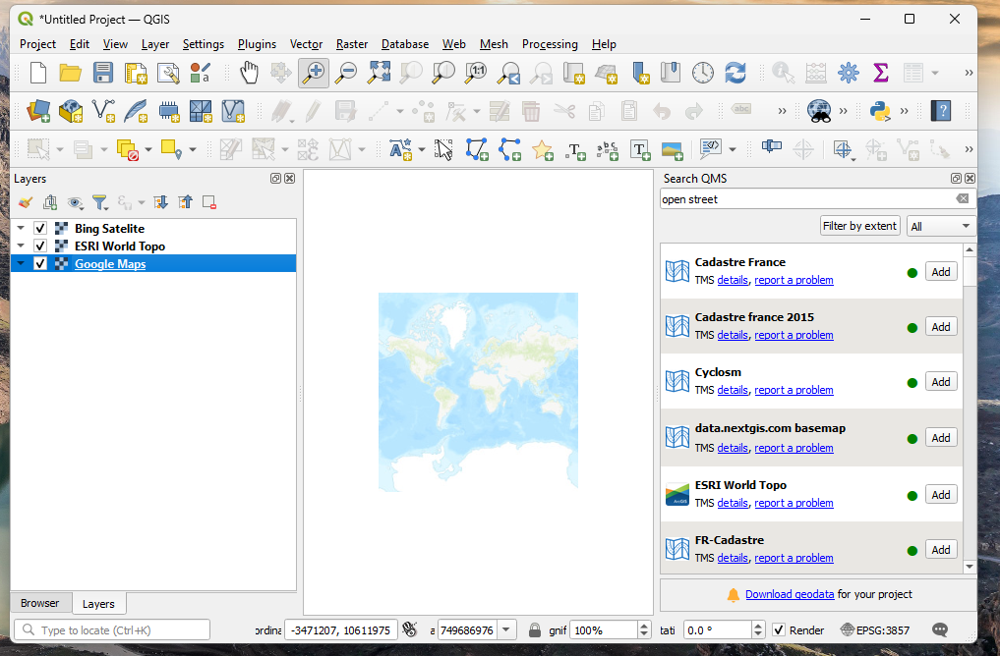 *Untitled Project — QGIS
Project Edit View Layer Settings Plugins Vector Raster Database Web Mesh Processing Help
1:1
a
abc
T
abc
T
?
Layers
Search QMS
open street
Filter by extent All
Bing Satelite
ESRI World Topo
Google Maps
Cadastre France
TMS details, report a problem
Add
Cadastre france 2015
TMS details, report a problem
Add
Cyclosm
TMS details, report a problem
Add
data.nextgis.com basemap
TMS details, report a problem
Add
ESRI World Topo
TMS details, report a problem
Add
ArcGIS
FR-Cadastre
TMS details, report a problem
Add
Download geodata for your project
Browser Layers
Type to locate (Ctrl+K)
ordina -3471207, 10611975 a 749686976 gnif 100% tati 0.0 ° Render EPSG:3857